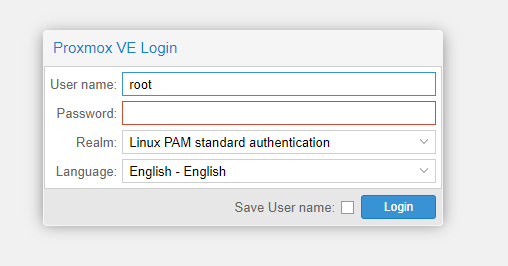 Proxmox VE Login
User name: root
Password:
Realm: Linux PAM standard authentication
Language: English - English
Save User name: Login